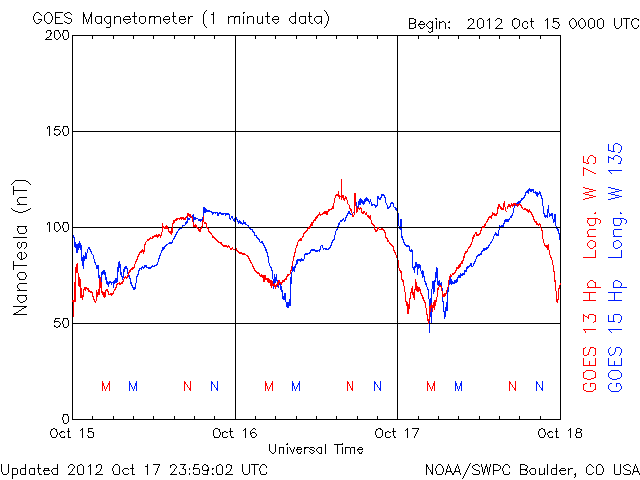 GOES Magnetometer (1 minute data)
Begin: 2012 Oct 15 0000 UTC
200
150
100
50
0
NanoTesla (nT)
M M N N M M N N M M N N
Oct 15 Oct 16 Oct 17 Oct 18
Universal Time
GOES 13 Hp Long. W 75
GOES 15 Hp Long. W 135
Updated 2012 Oct 17 23:59:02 UTC
NOAA/SWPC Boulder, CO USA